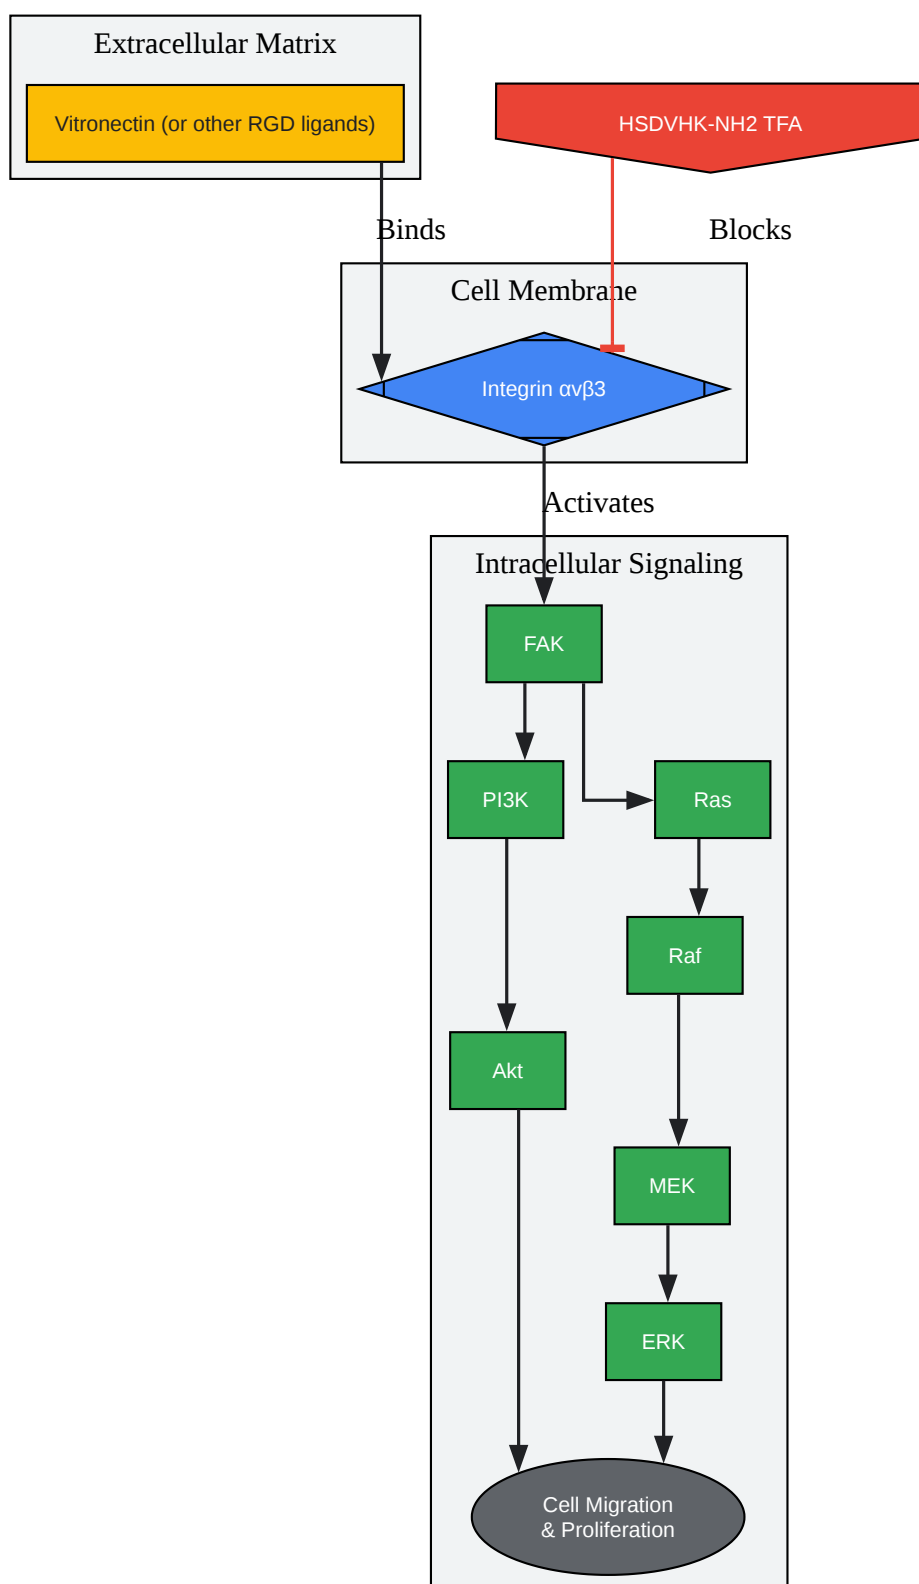 Extracellular Matrix
Vitronectin (or other RGD ligands)
HSDVHK-NH2 TFA
Binds
Blocks
Cell Membrane
Integrin αvβ3
Activates
Intracellular Signaling
FAK
PI3K
Ras
Raf
Akt
MEK
ERK
Cell Migration
& Proliferation